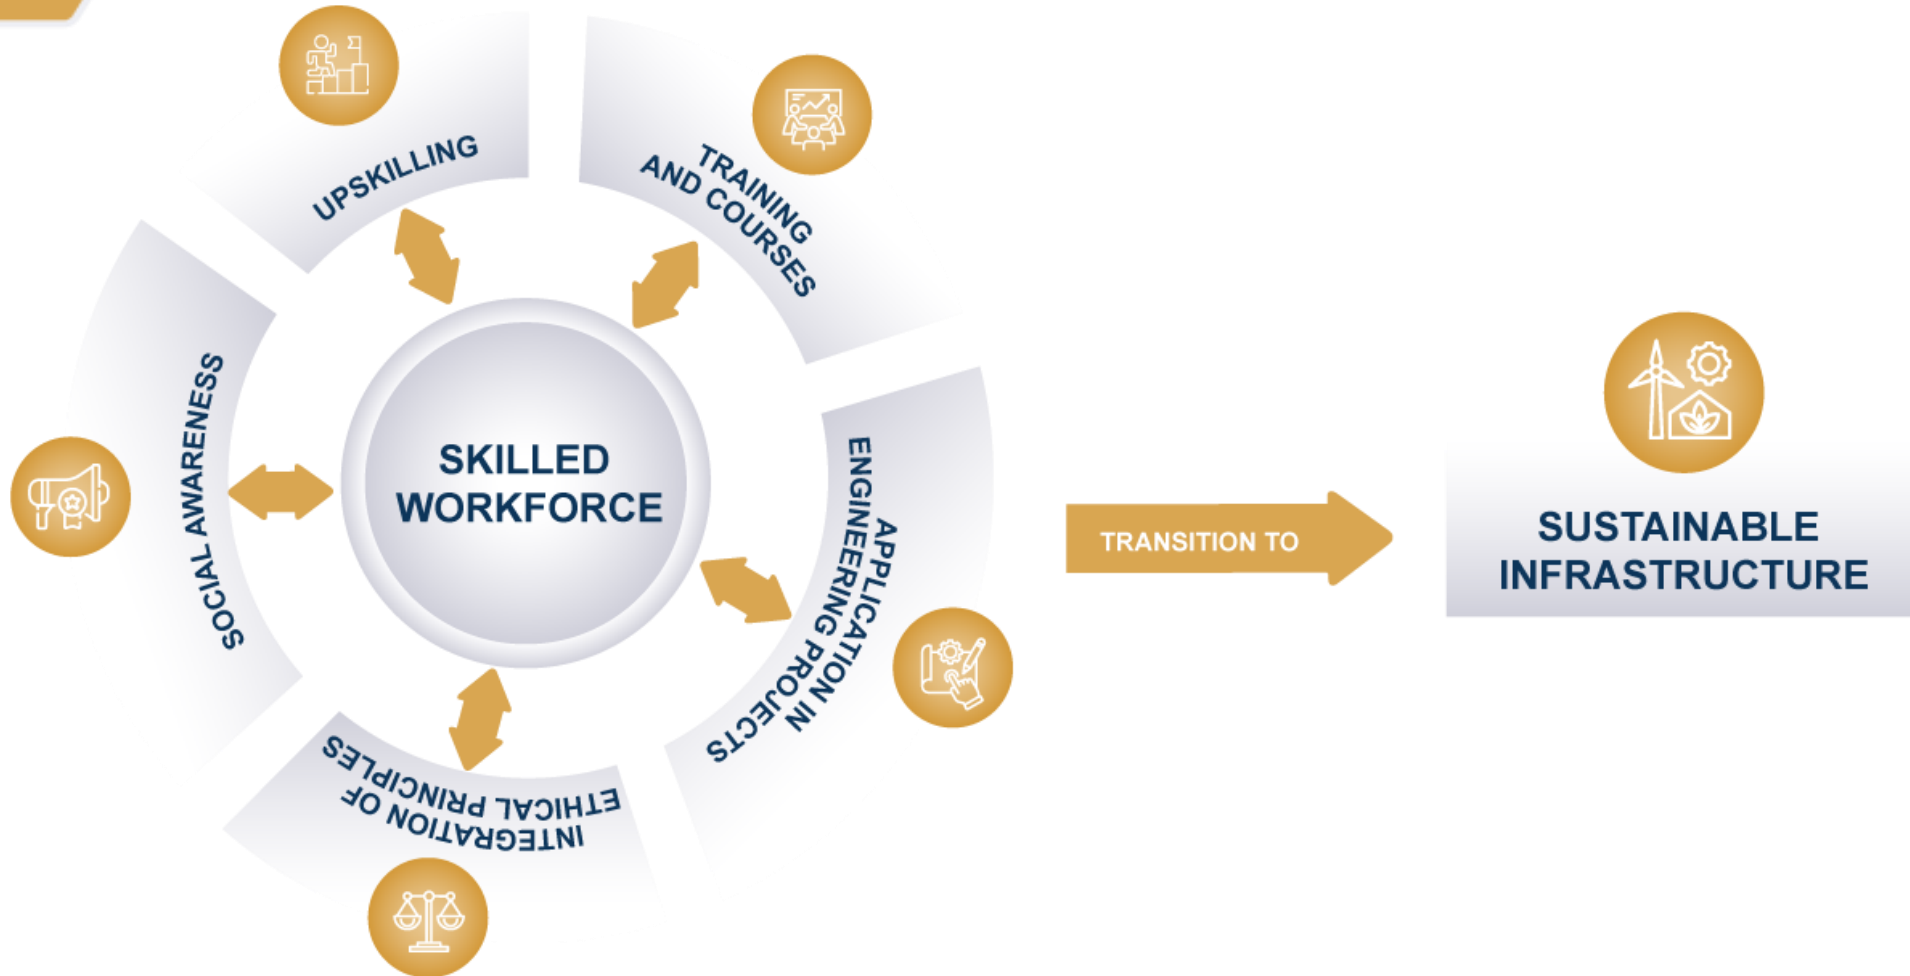 UPSKILLING
TRAINING
AND COURSES
SOCIAL AWARENESS
SKILLED
WORKFORCE
APPLICATION IN
ENGINEERING PROJECTS
INTEGRATION OF
ETHICAL PRINCIPLES
TRANSITION TO
SUSTAINABLE
INFRASTRUCTURE